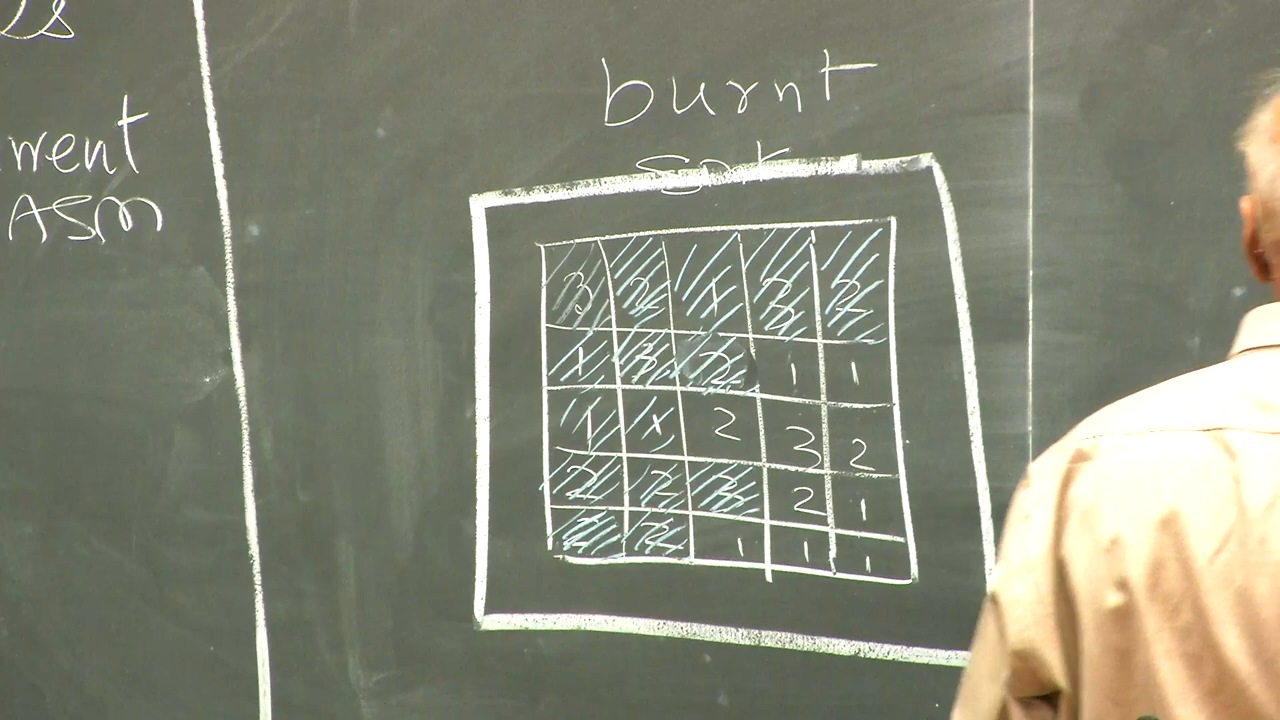 burnt
rrent
ASM
3 2 1 3 2
1 3 2 1 1
1 1 2 3 2
2 2 3 2 1
2 2 1 1 1